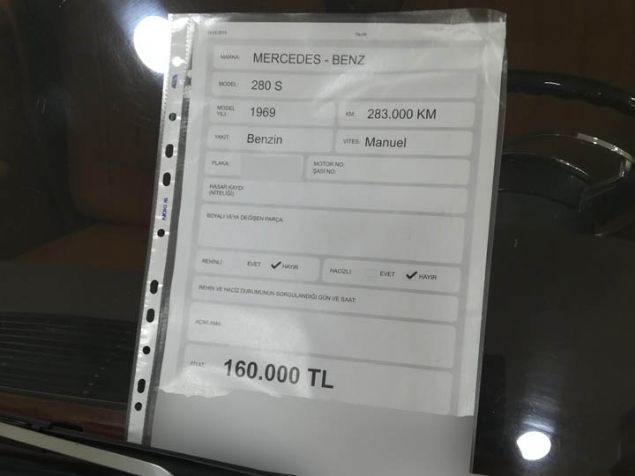 MARKA: MERCEDES - BENZ
MODEL: 280 S
MODEL YILI: 1969 KM: 283.000 KM
YAKIT: Benzin VİTES: Manuel
PLAKA: MOTOR NO:
ŞASİ NO:
HASAR KAYDI
(NİTELİĞİ)
BOYALI VEYA DEĞİŞEN PARÇA:
REHİNLİ: EVET HAYIR HACİZLİ: EVET HAYIR
REHİN VE HACİZ DURUMUNUN SORGULANDIĞI GÜN VE SAAT:
AÇIKLAMA:
FİYAT: 160.000 TL